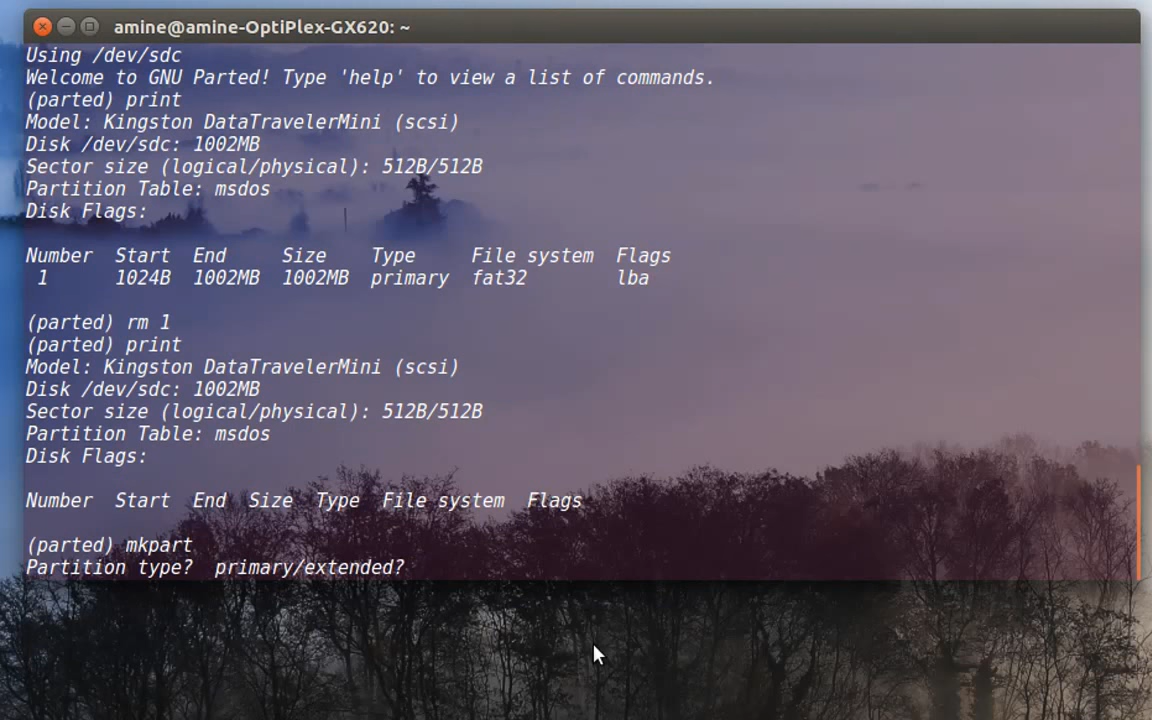 amine@amine-OptiPlex-GX620: ~
Using /dev/sdc
Welcome to GNU Parted! Type 'help' to view a list of commands.
(parted) print
Model: Kingston DataTravelerMini (scsi)
Disk /dev/sdc: 1002MB
Sector size (logical/physical): 512B/512B
Partition Table: msdos
Disk Flags:
Number  Start  End     Size    Type     File system  Flags
 1      1024B  1002MB  1002MB  primary  fat32        lba
(parted) rm 1
(parted) print
Model: Kingston DataTravelerMini (scsi)
Disk /dev/sdc: 1002MB
Sector size (logical/physical): 512B/512B
Partition Table: msdos
Disk Flags:
Number  Start  End  Size  Type  File system  Flags
(parted) mkpart
Partition type?  primary/extended?